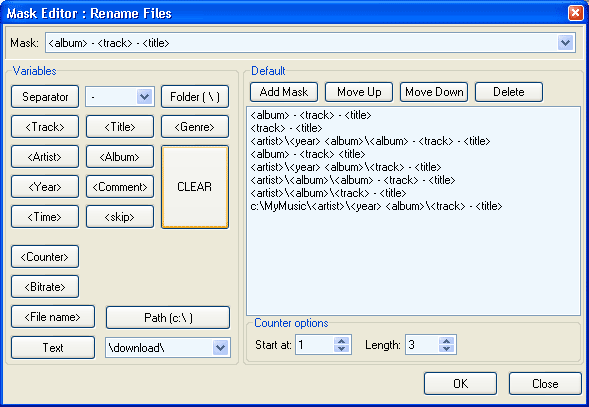 Mask Editor : Rename Files
Mask: <album> - <track> - <title>
Variables
Separator - Folder ( \ )
<Track> <Title> <Genre>
<Artist> <Album>
CLEAR
<Year> <Comment>
<Time> <skip>
<Counter>
<Bitrate>
<File name> Path (c:\ )
Text \download\
Default
Add Mask Move Up Move Down Delete
<album> - <track> - <title>
<track> - <title>
<artist>\<year> <album>\<album> - <track> - <title>
<album> - <track> <title>
<artist>\<year> <album>\<track> - <title>
<artist>\<album>\<album> - <track> - <title>
<artist>\<album>\<track> - <title>
c:\MyMusic\<artist>\<year> <album>\<track> - <title>
Counter options
Start at: 1 Length: 3
OK Close